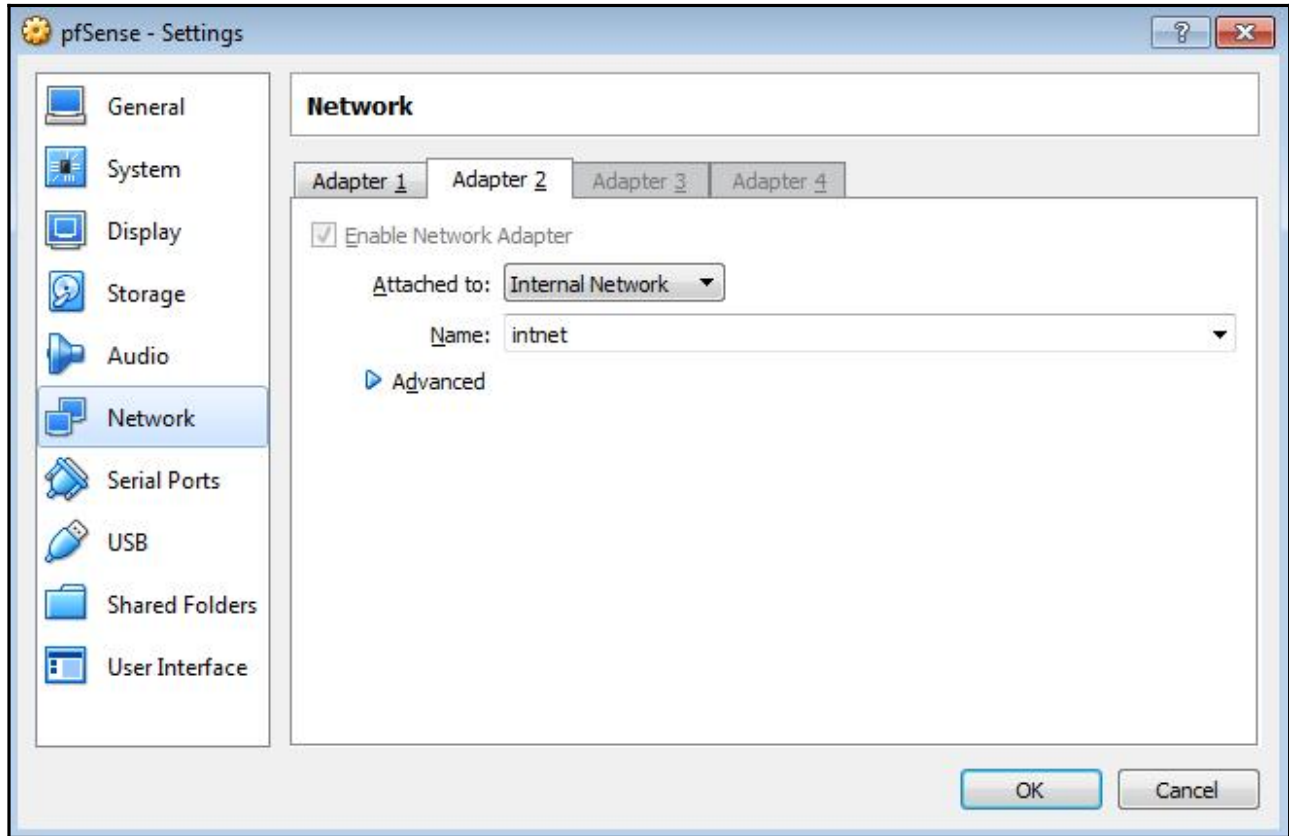 pfSense - Settings
General
System
Display
Storage
Audio
Network
Serial Ports
USB
Shared Folders
User Interface
Network
Adapter 1 Adapter 2 Adapter 3 Adapter 4
Enable Network Adapter
Attached to: Internal Network
Name: intnet
Advanced
OK Cancel